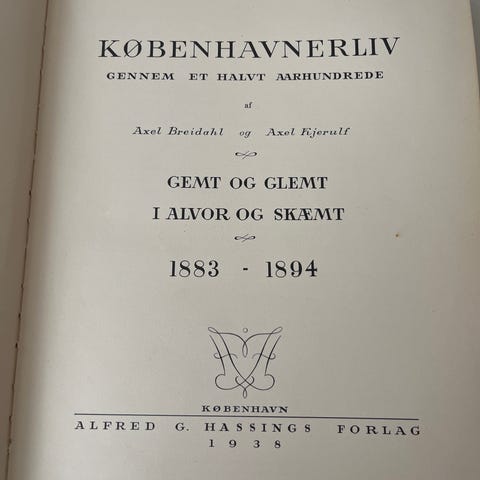 KØBENHAVNERLIV
GENNEM ET HALVT AARHUNDREDE
af
Axel Breidahl og Axel Kjerulf
GEMT OG GLEMT
I ALVOR OG SKÆMT
1883 - 1894
KØBENHAVN
ALFRED G. HASSINGS FORLAG
1938